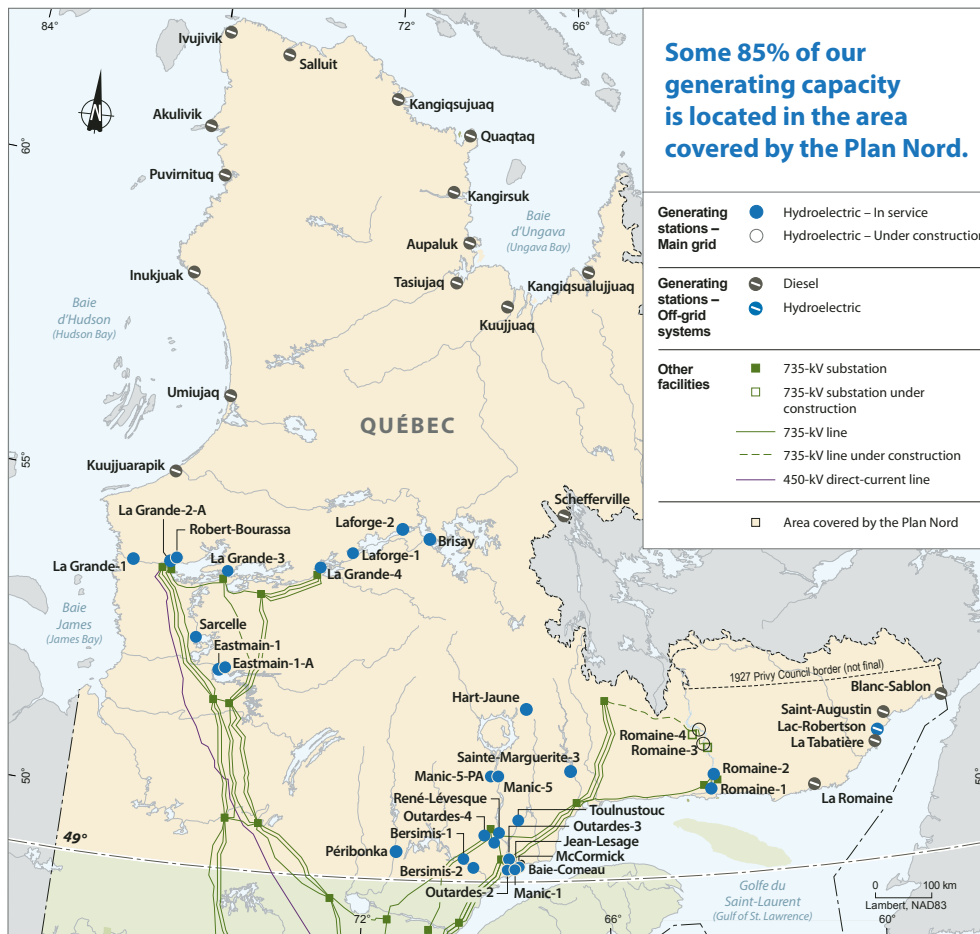 84°
72°
66°
Ivujivik
Salluit
Kangiqsujuaq
Akulivik
Quaqtaq
60°
Puvirnituq
Kangirsuk
Baie
d'Ungava
(Ungava Bay)
Aupaluk
Inukjuak
Tasiujaq
Kangiqsualujjuaq
Kuujjuaq
Baie
d'Hudson
(Hudson Bay)
Umiujaq
QUÉBEC
55°
Kuujjuarapik
Schefferville
La Grande-2-A
Robert-Bourassa
Laforge-2
Brisay
La Grande-1
La Grande-3
Laforge-1
La Grande-4
Baie
James
(James Bay)
Sarcelle
Eastmain-1
Eastmain-1-A
1927 Privy Council border (not final)
Blanc-Sablon
Hart-Jaune
Saint-Augustin
Lac-Robertson
La Tabatière
Romaine-4
Romaine-3
Sainte-Marguerite-3
50°
Manic-5-PA
Manic-5
Romaine-2
Romaine-1
La Romaine
50°
René-Lévesque
Toulnustouc
Outardes-4
Outardes-3
Bersimis-1
Jean-Lesage
49°
Péribonka
McCormick
Bersimis-2
Baie-Comeau
Outardes-2
Manic-1
Golfe du
Saint-Laurent
(Gulf of St. Lawrence)
0 100 km
Lambert, NAD83
72°
66°
60°
N
Some 85% of our
generating capacity
is located in the area
covered by the Plan Nord.
Generating
stations –
Main grid
Hydroelectric – In service
Hydroelectric – Under construction
Generating
stations –
Off-grid
systems
Diesel
Hydroelectric
Other
facilities
735-kV substation
735-kV substation under
construction
735-kV line
735-kV line under construction
450-kV direct-current line
Area covered by the Plan Nord